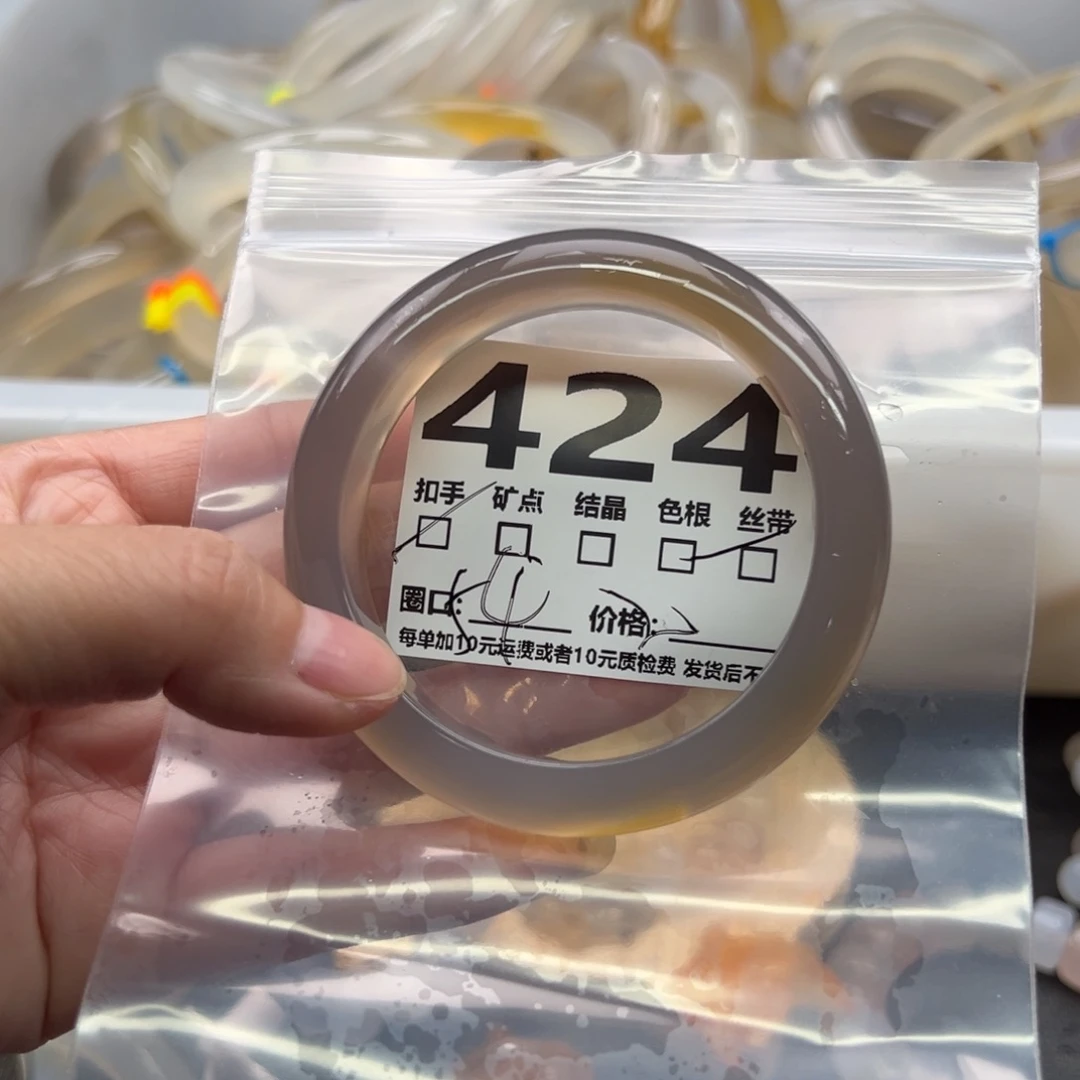 424
扣手 矿点 结晶 色根 丝带
圈口: 价格:
每单加10元运费或者10元质检费 发货后不